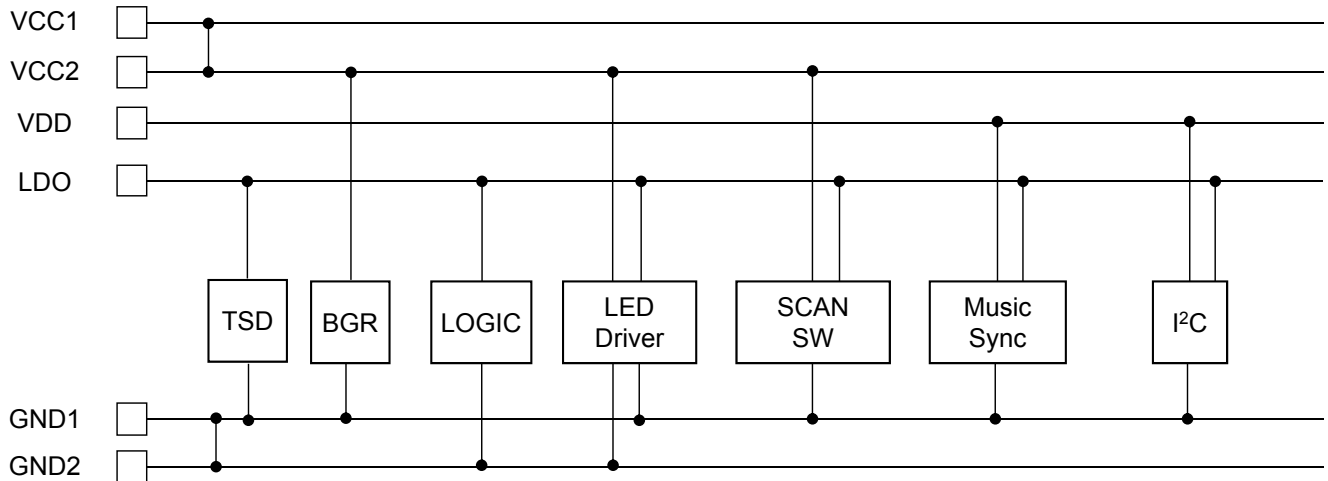 VCC1
VCC2
VDD
LDO
TSD
BGR
LOGIC
LED
Driver
SCAN
SW
Music
Sync
I²C
GND1
GND2